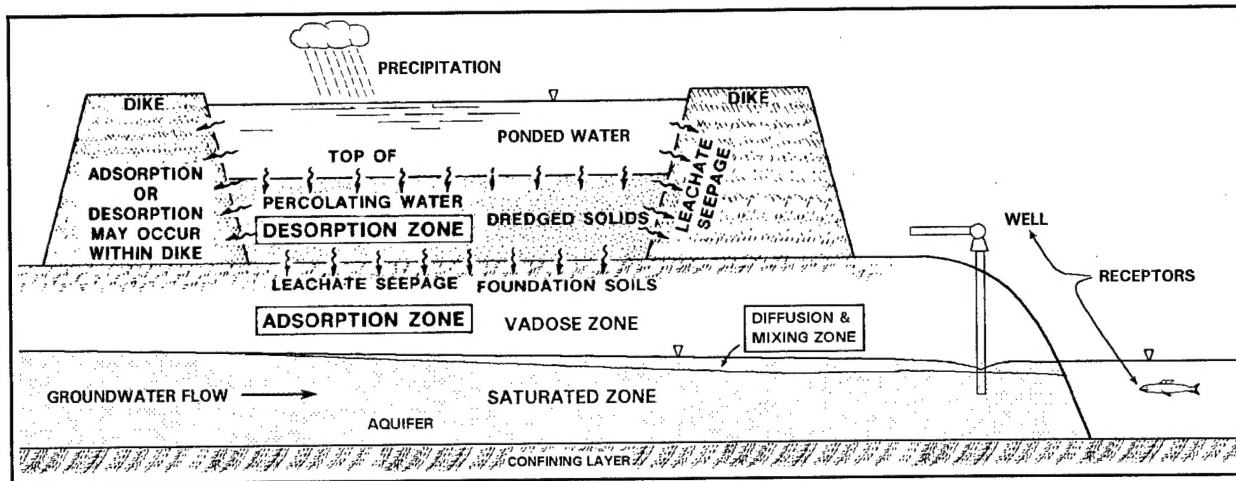 PRECIPITATION
DIKE
DIKE
PONDED WATER
TOP OF
ADSORPTION
OR
DESORPTION
MAY OCCUR
WITHIN DIKE
PERCOLATING WATER
DESORPTION ZONE
DREDGED SOLIDS
LEACHATE
SEEPAGE
WELL
RECEPTORS
LEACHATE SEEPAGE
FOUNDATION SOILS
ADSORPTION ZONE
VADOSE ZONE
DIFFUSION &
MIXING ZONE
GROUNDWATER FLOW
SATURATED ZONE
AQUIFER
CONFINING LAYER